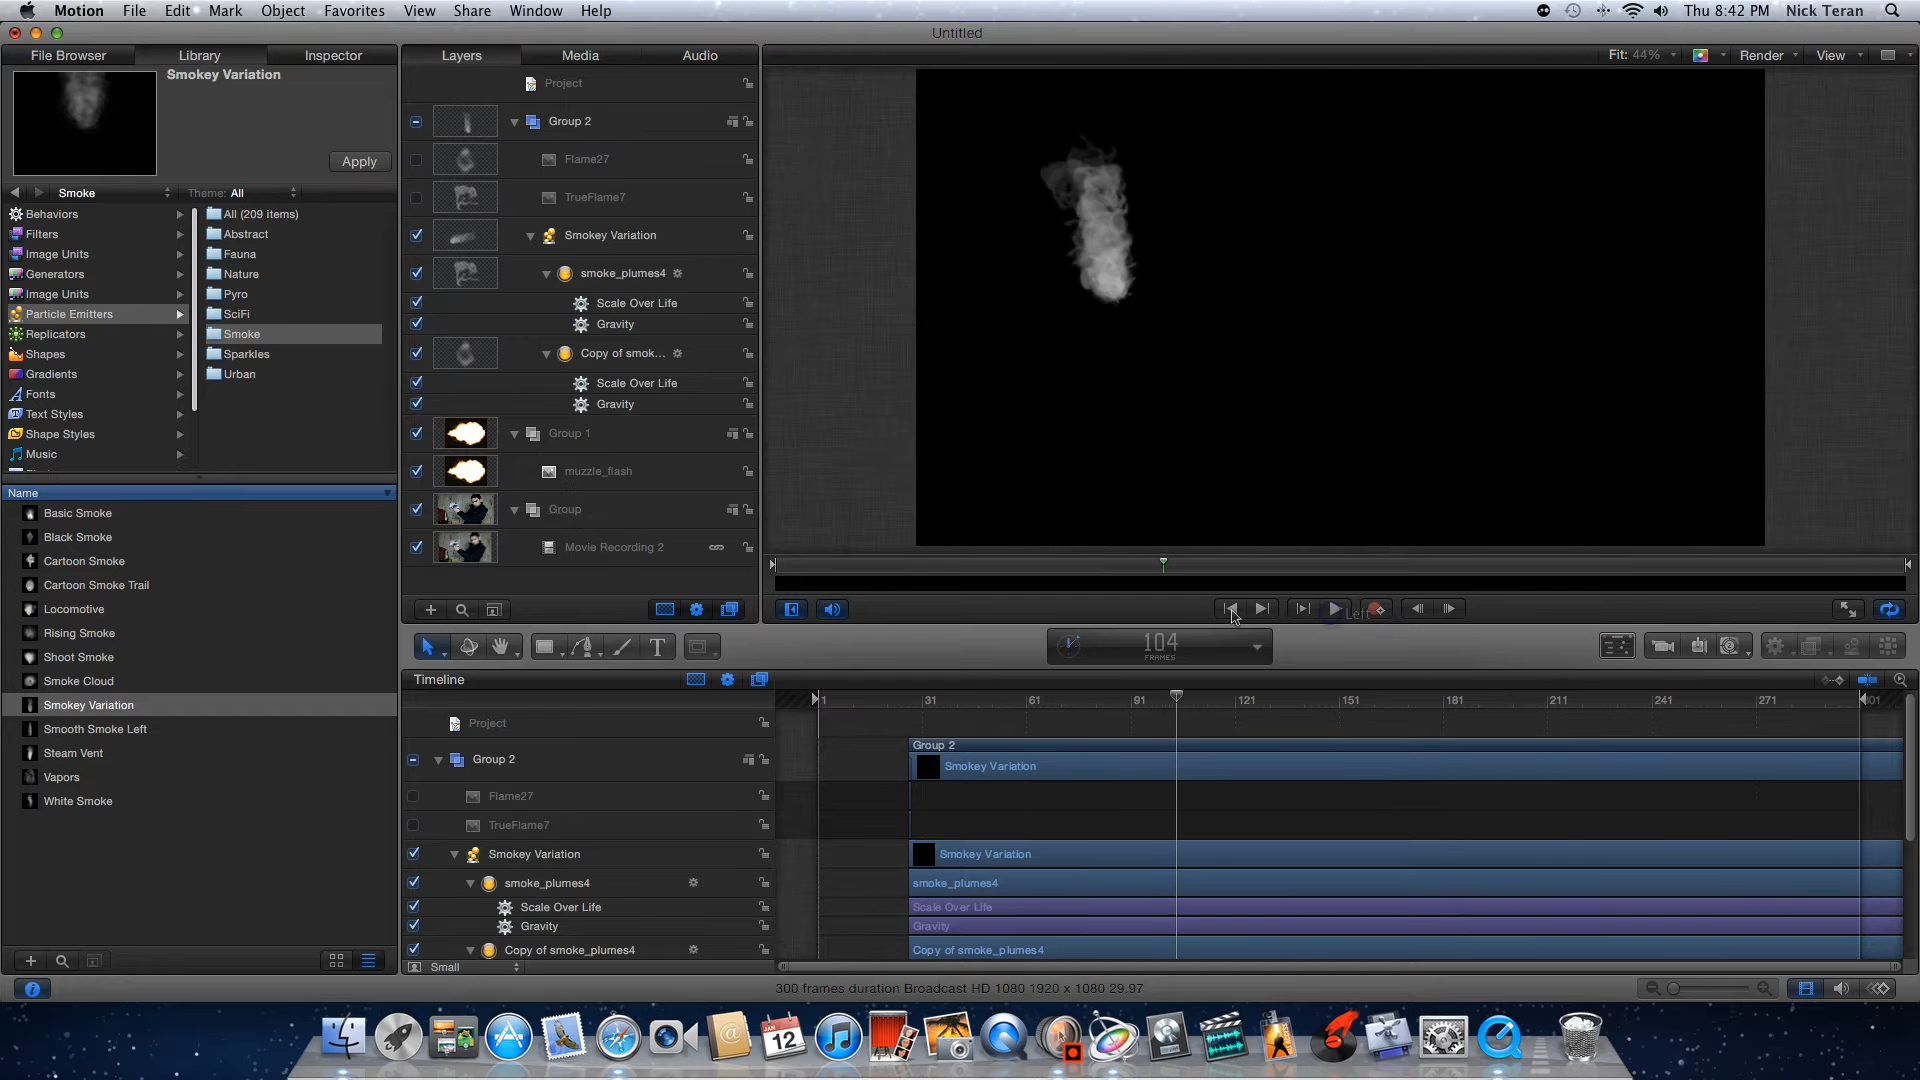 Motion File Edit Mark Object Favorites View Share Window Help Thu 8:42 PM Nick Teran
Untitled
File Browser Library Inspector Layers Media Audio Fit: 44% Render View
Smokey Variation
Apply
Smoke Theme: All
Behaviors
Filters
Image Units
Generators
Image Units
Particle Emitters
Replicators
Shapes
Gradients
Fonts
Text Styles
Shape Styles
Music
All (209 items)
Abstract
Fauna
Nature
Pyro
SciFi
Smoke
Sparkles
Urban
Name
Basic Smoke
Black Smoke
Cartoon Smoke
Cartoon Smoke Trail
Locomotive
Rising Smoke
Shoot Smoke
Smoke Cloud
Smokey Variation
Smooth Smoke Left
Steam Vent
Vapors
White Smoke
Project
Group 2
Flame27
TrueFlame7
Smokey Variation
smoke_plumes4
Scale Over Life
Gravity
Copy of smok...
Scale Over Life
Gravity
Group 1
muzzle_flash
Group
Movie Recording 2
Left
104
FRAMES
Timeline
1 31 61 91 121 151 181 211 241 271 301
Project
Group 2
Group 2
Smokey Variation
Flame27
TrueFlame7
Smokey Variation Smokey Variation
smoke_plumes4 smoke_plumes4
Scale Over Life Scale Over Life
Gravity Gravity
Copy of smoke_plumes4 Copy of smoke_plumes4
Small
300 frames duration Broadcast HD 1080 1920 x 1080 29.97
JAN
12